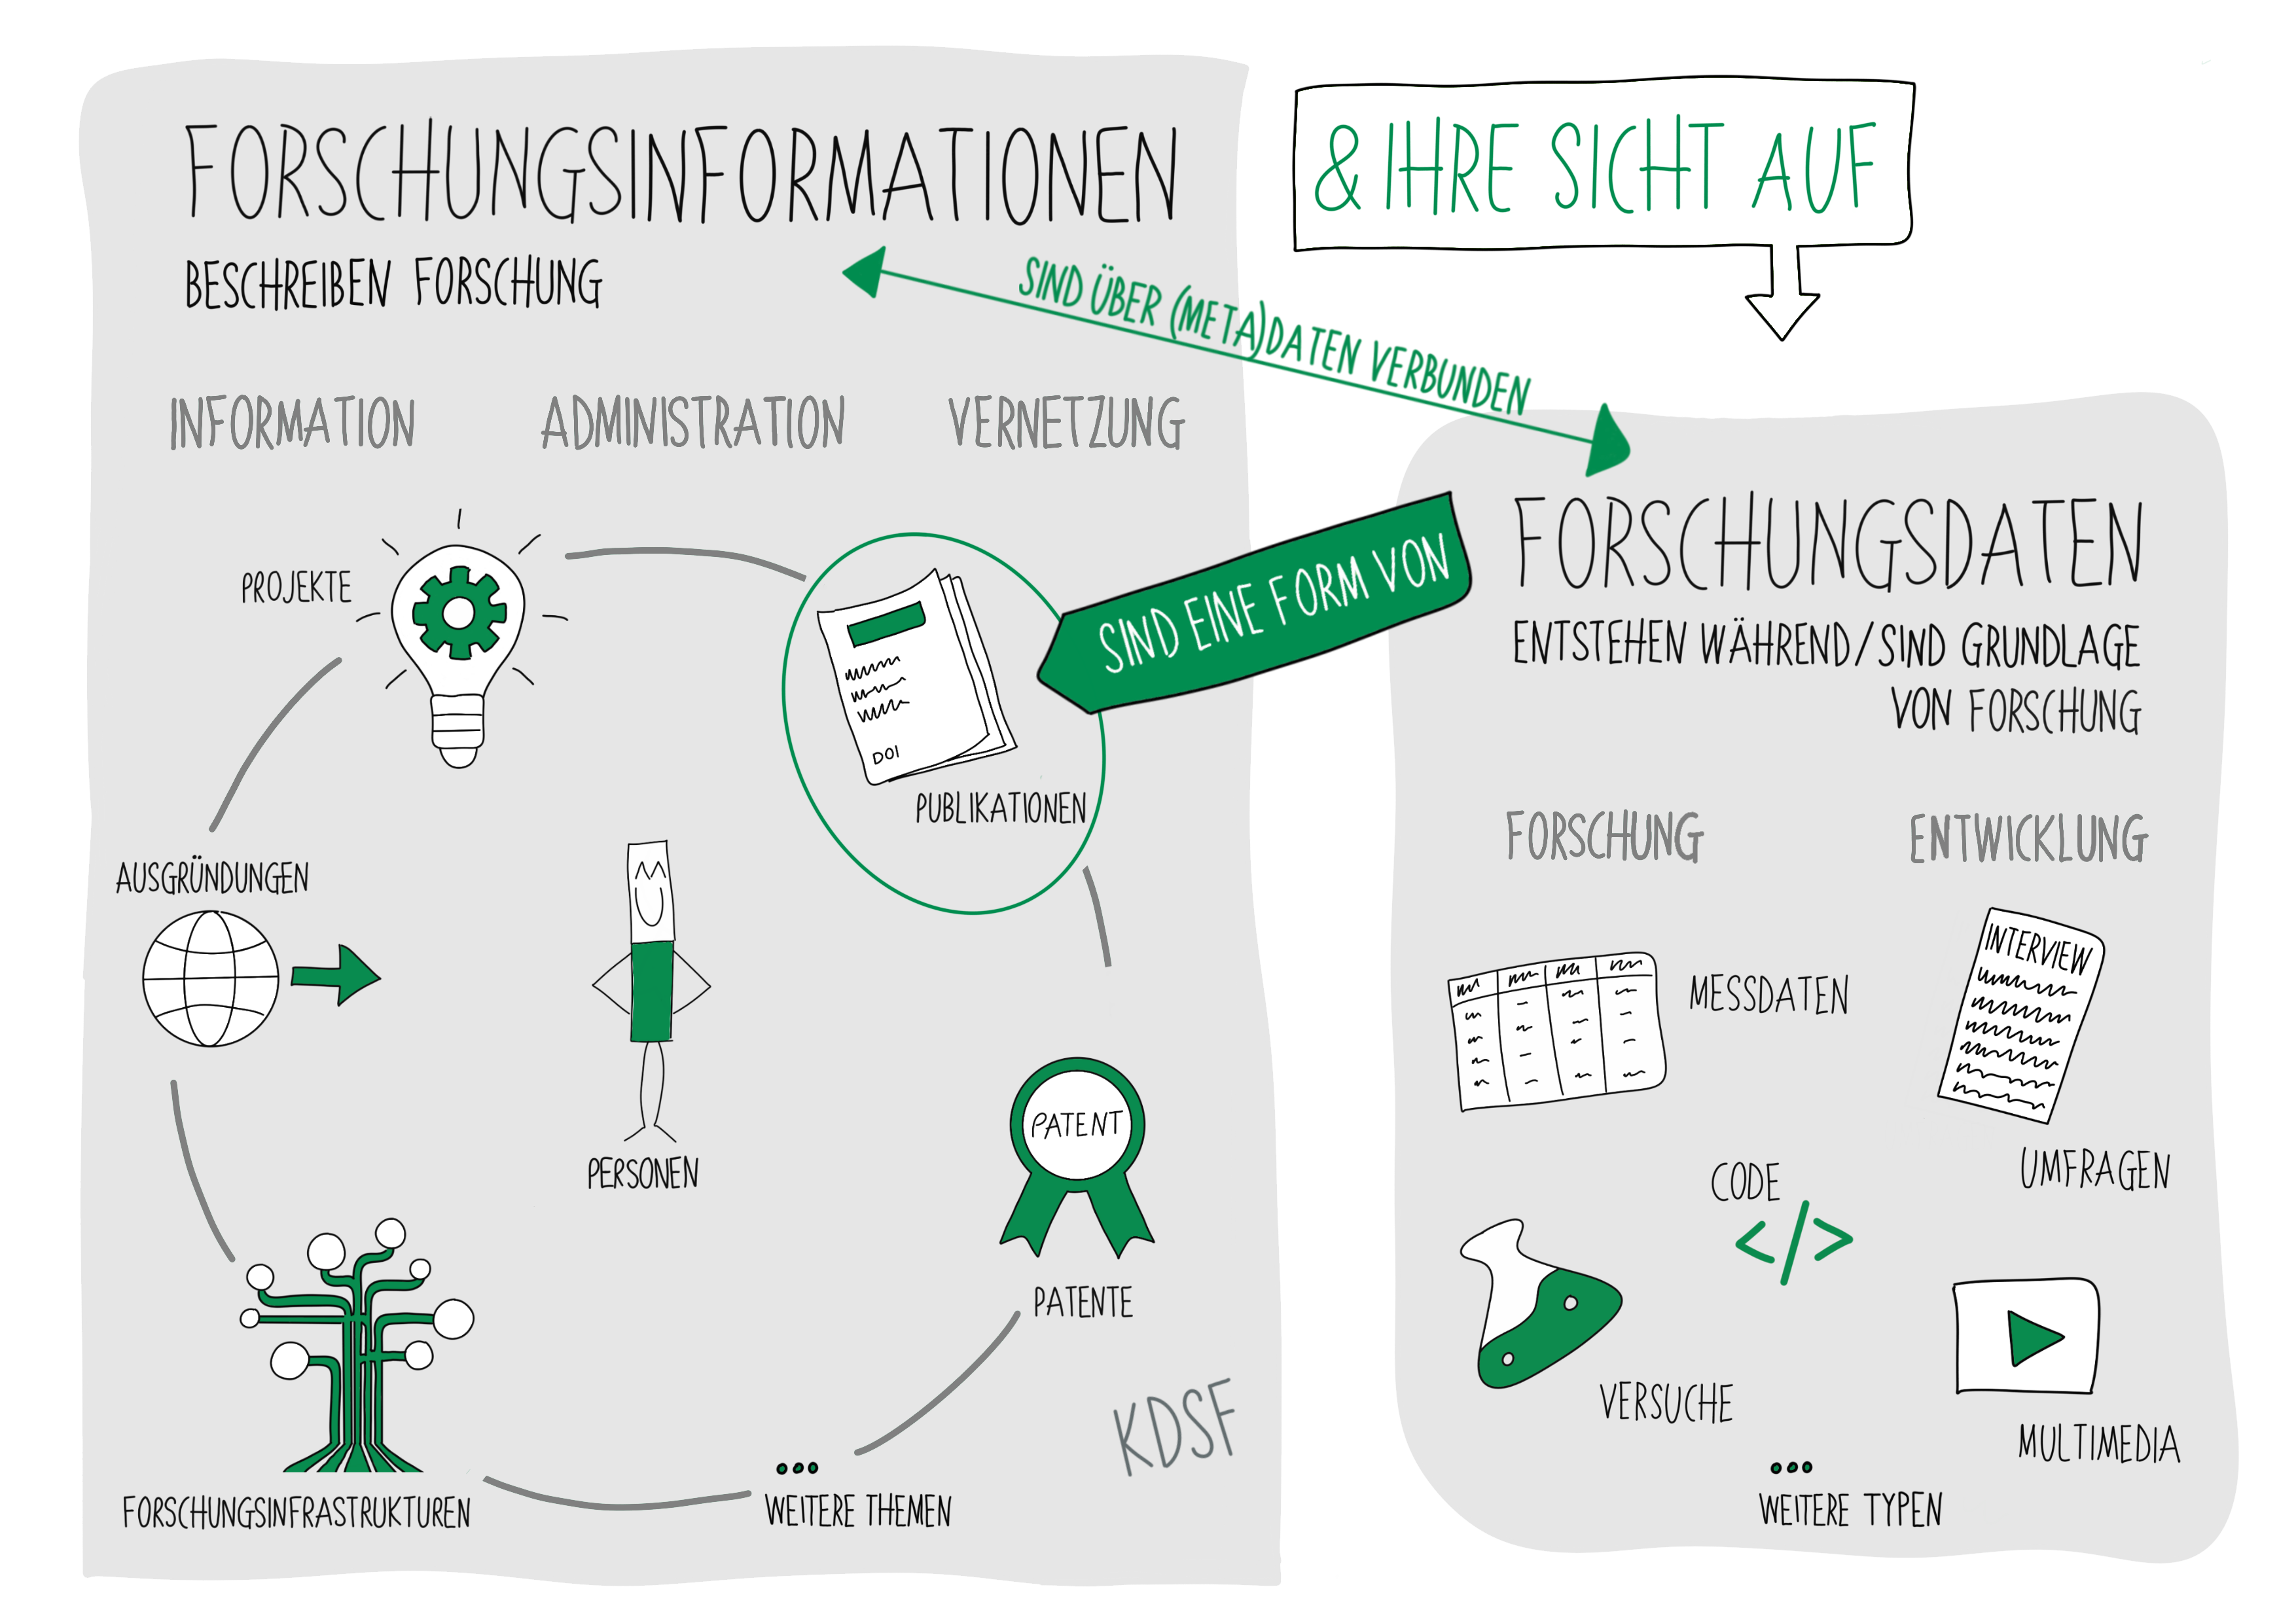 FORSCHUNGSINFORMATIONEN
BESCHREIBEN FORSCHUNG
& IHRE SICHT AUF
SIND ÜBER (META)DATEN VERBUNDEN
INFORMATION
ADMINISTRATION
VERNETZUNG
PROJEKTE
DOI
PUBLIKATIONEN
SIND EINE FORM VON
AUSGRÜNDUNGEN
PERSONEN
PATENT
PATENTE
FORSCHUNGSINFRASTRUKTUREN
...
WEITERE THEMEN
KDSF
FORSCHUNGSDATEN
ENTSTEHEN WÄHREND/SIND GRUNDLAGE
VON FORSCHUNG
FORSCHUNG
ENTWICKLUNG
MESSDATEN
INTERVIEW
UMFRAGEN
CODE
</>
VERSUCHE
MULTIMEDIA
...
WEITERE TYPEN